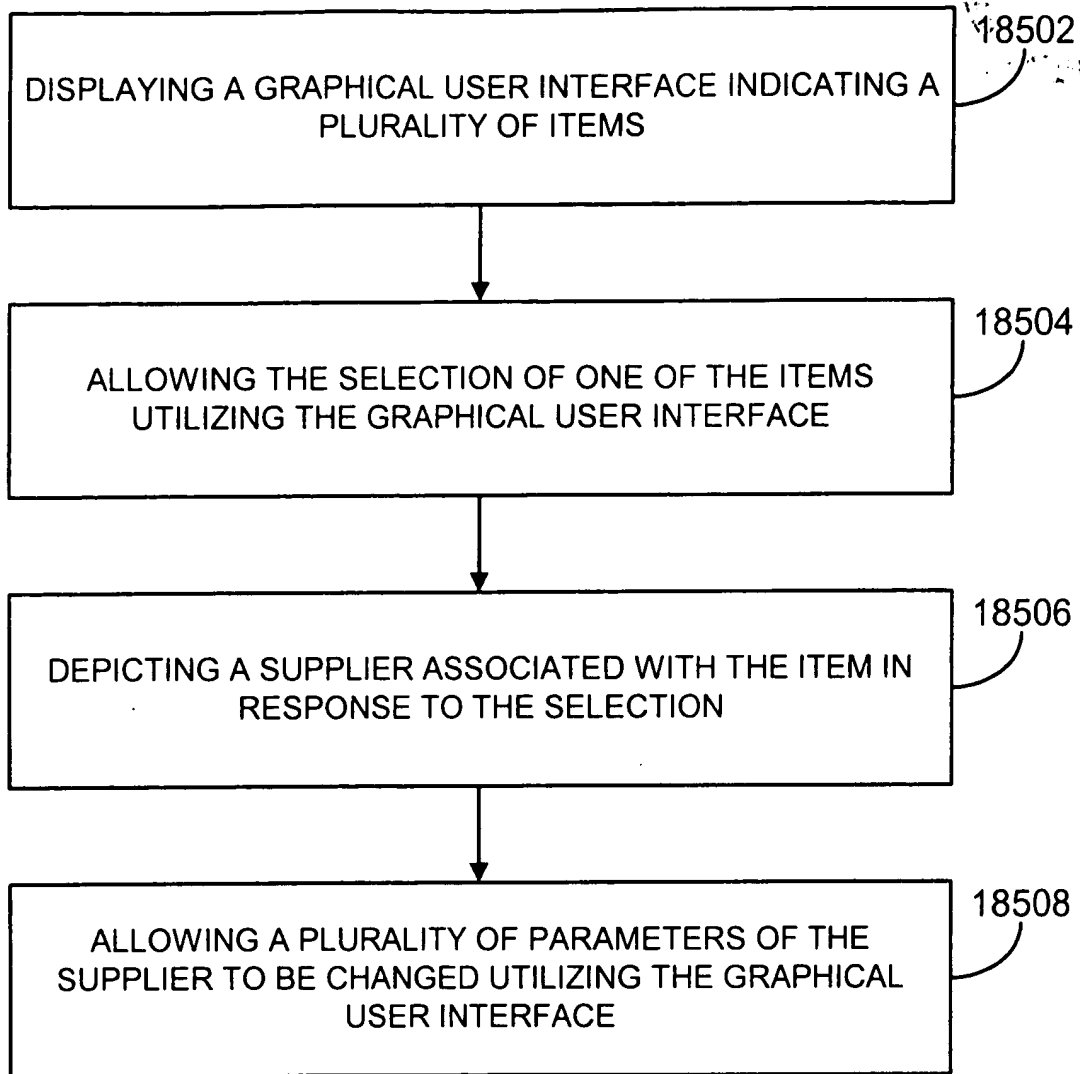 18502
DISPLAYING A GRAPHICAL USER INTERFACE INDICATING A
PLURALITY OF ITEMS
18504
ALLOWING THE SELECTION OF ONE OF THE ITEMS
UTILIZING THE GRAPHICAL USER INTERFACE
18506
DEPICTING A SUPPLIER ASSOCIATED WITH THE ITEM IN
RESPONSE TO THE SELECTION
18508
ALLOWING A PLURALITY OF PARAMETERS OF THE
SUPPLIER TO BE CHANGED UTILIZING THE GRAPHICAL
USER INTERFACE